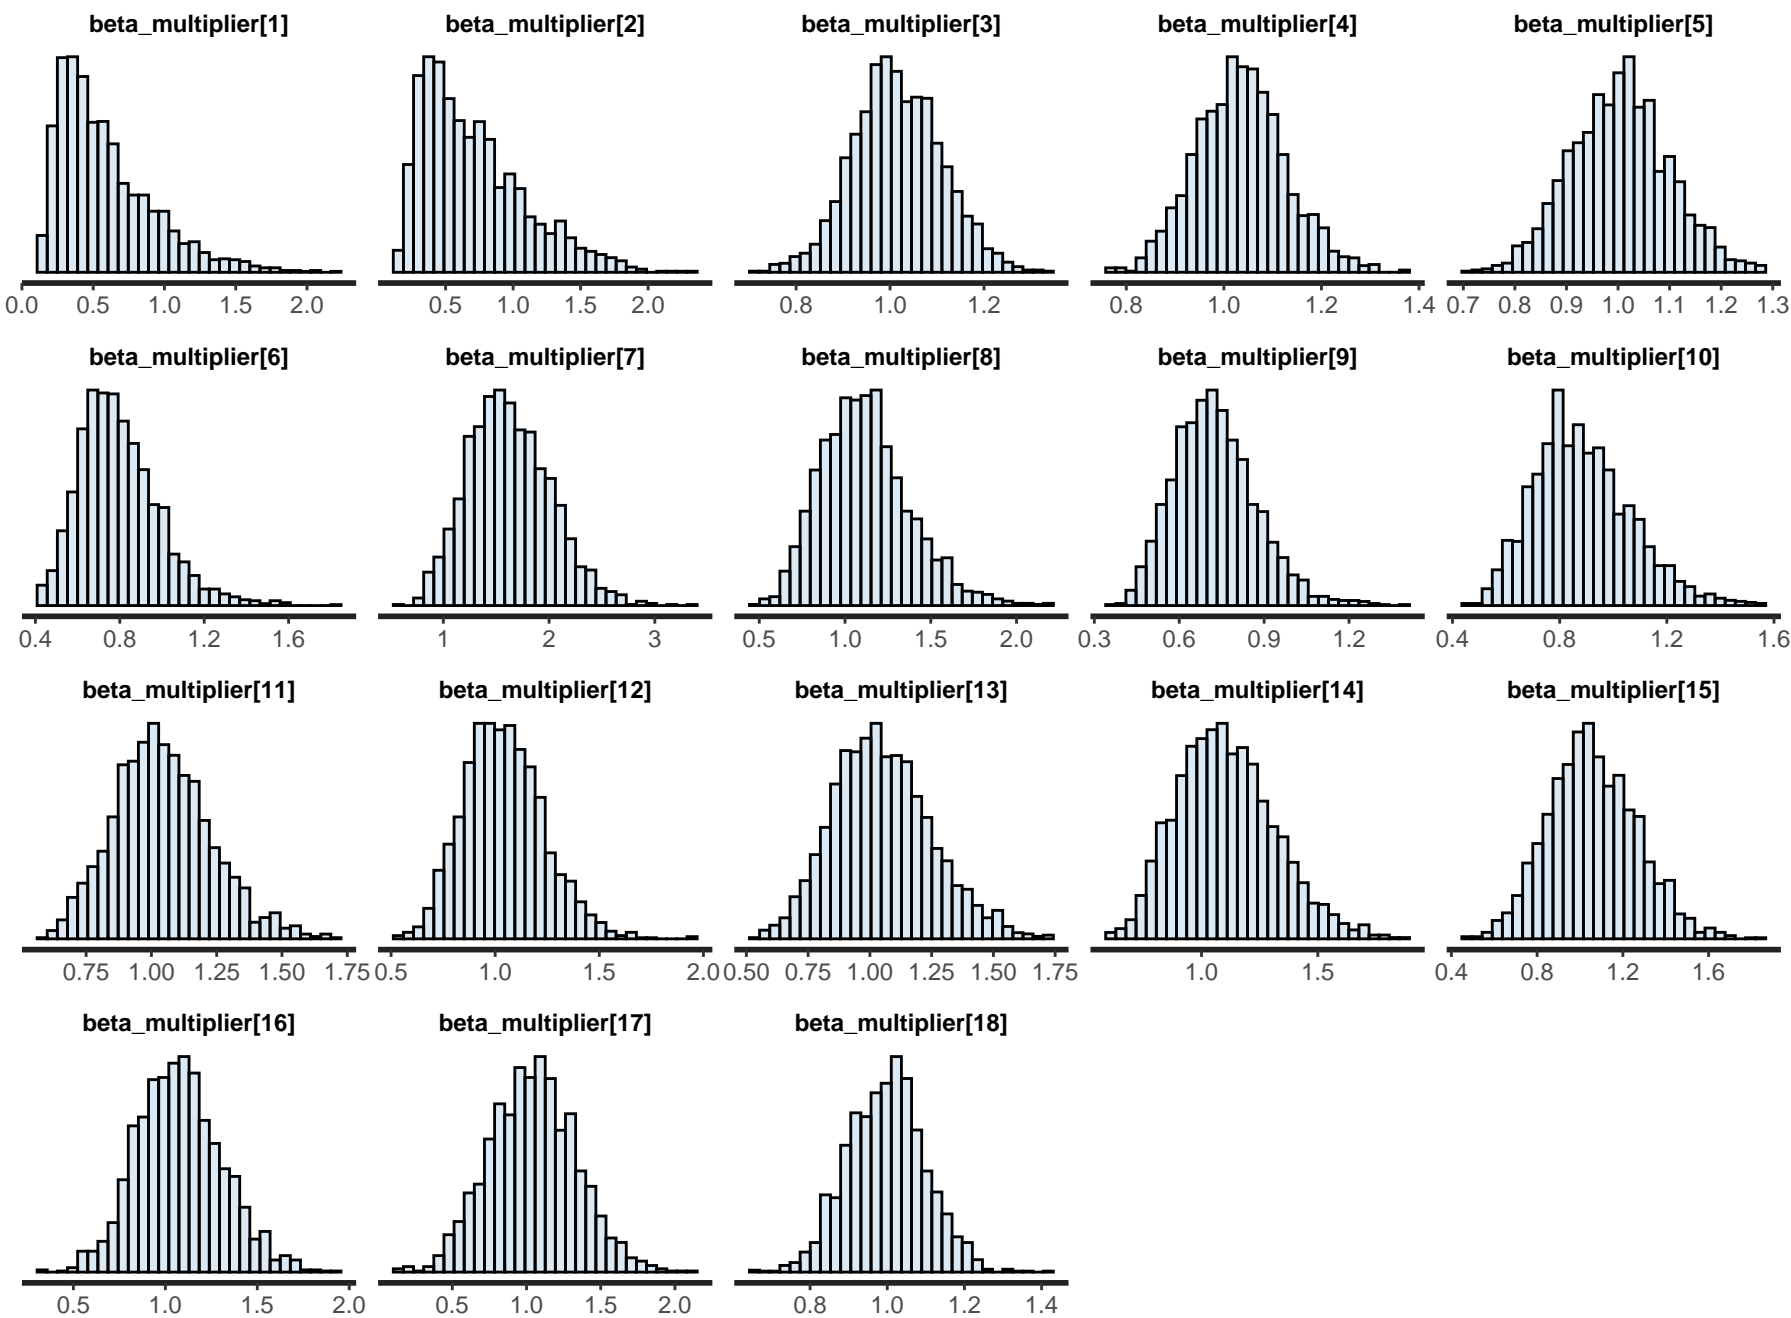 beta_multiplier[1] beta_multiplier[2] beta_multiplier[3] beta_multiplier[4] beta_multiplier[5]
0.0 0.5 1.0 1.5 2.0 0.5 1.0 1.5 2.0 0.8 1.0 1.2 0.8 1.0 1.2 1.4 0.7 0.8 0.9 1.0 1.1 1.2 1.3
beta_multiplier[6] beta_multiplier[7] beta_multiplier[8] beta_multiplier[9] beta_multiplier[10]
0.4 0.8 1.2 1.6 1 2 3 0.5 1.0 1.5 2.0 0.3 0.6 0.9 1.2 0.4 0.8 1.2 1.6
beta_multiplier[11] beta_multiplier[12] beta_multiplier[13] beta_multiplier[14] beta_multiplier[15]
0.75 1.00 1.25 1.50 1.75 0.5 1.0 1.5 2.0 0.50 0.75 1.00 1.25 1.50 1.75 1.0 1.5 0.4 0.8 1.2 1.6
beta_multiplier[16] beta_multiplier[17] beta_multiplier[18]
0.5 1.0 1.5 2.0 0.5 1.0 1.5 2.0 0.8 1.0 1.2 1.4